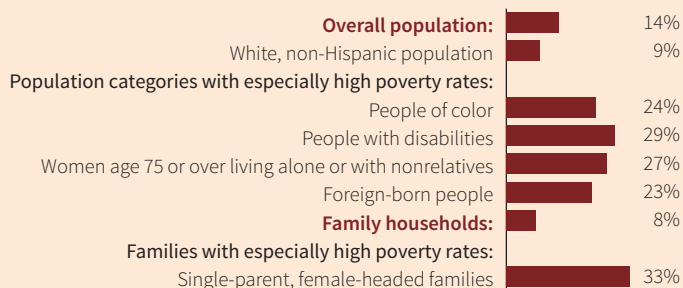 Overall population: 14%
White, non-Hispanic population 9%
Population categories with especially high poverty rates:
People of color 24%
People with disabilities 29%
Women age 75 or over living alone or with nonrelatives 27%
Foreign-born people 23%
Family households: 8%
Families with especially high poverty rates:
Single-parent, female-headed families 33%